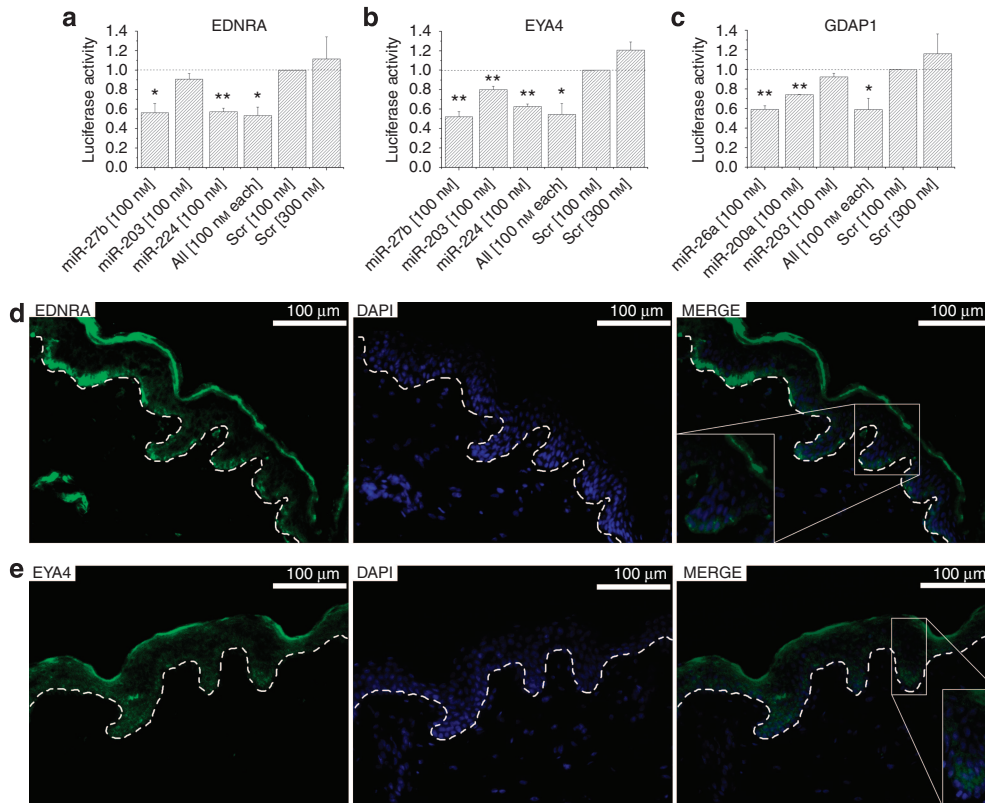 a
EDNRA
Luciferase activity
1.4
1.2
1.0
0.8
0.6
0.4
0.2
0.0
*
**
*
miR-27b [100 nM]
miR-203 [100 nM]
miR-224 [100 nM]
All [100 nM each]
Scr [100 nM]
Scr [300 nM]
b
EYA4
Luciferase activity
1.4
1.2
1.0
0.8
0.6
0.4
0.2
0.0
**
**
**
*
miR-27b [100 nM]
miR-203 [100 nM]
miR-224 [100 nM]
All [100 nM each]
Scr [100 nM]
Scr [300 nM]
c
GDAP1
Luciferase activity
1.4
1.2
1.0
0.8
0.6
0.4
0.2
0.0
**
**
*
miR-26a [100 nM]
miR-200a [100 nM]
miR-203 [100 nM]
All [100 nM each]
Scr [100 nM]
Scr [300 nM]
d
EDNRA
100 μm
DAPI
100 μm
MERGE
100 μm
e
EYA4
100 μm
DAPI
100 μm
MERGE
100 μm